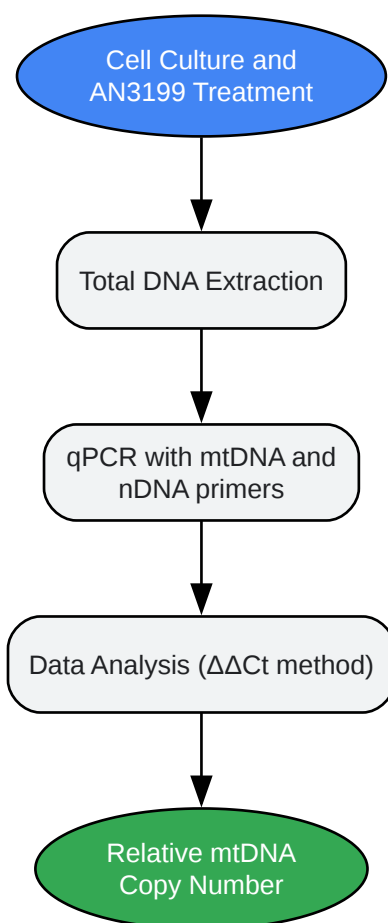 Cell Culture and
AN3199 Treatment
Total DNA Extraction
qPCR with mtDNA and
nDNA primers
Data Analysis (ΔΔCt method)
Relative mtDNA
Copy Number